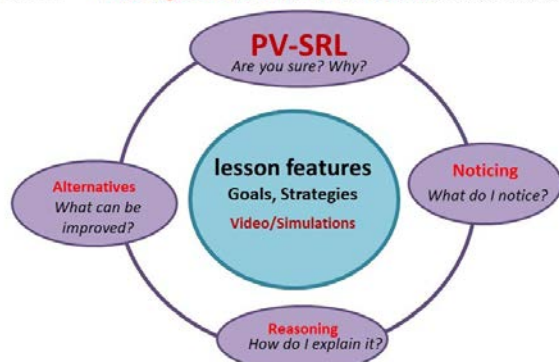 PV-SRL
Are you sure? Why?
lesson features
Goals, Strategies
Video/Simulations
Alternatives
What can be
improved?
Noticing
What do I notice?
Reasoning
How do I explain it?